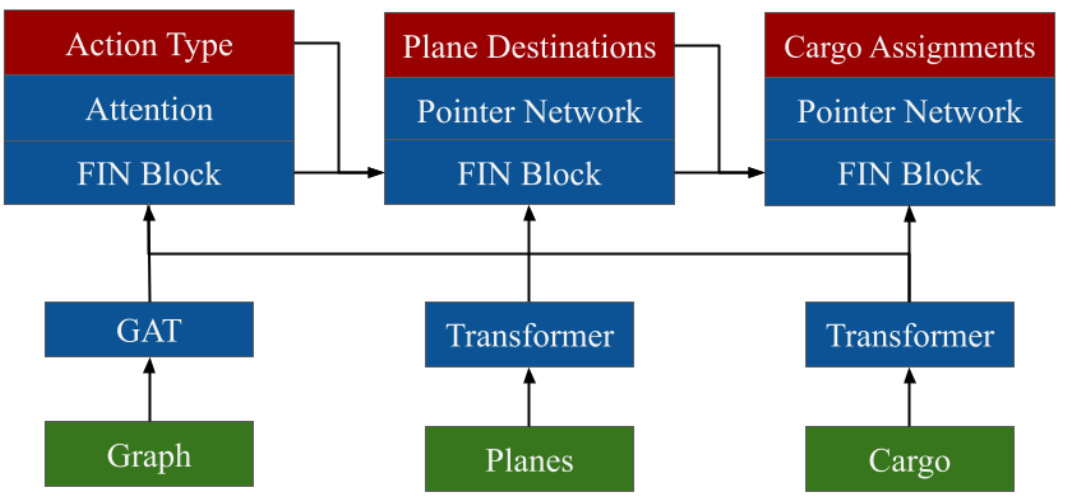 Action Type
Attention
FIN Block
Plane Destinations
Pointer Network
FIN Block
Cargo Assignments
Pointer Network
FIN Block
GAT
Transformer
Transformer
Graph
Planes
Cargo